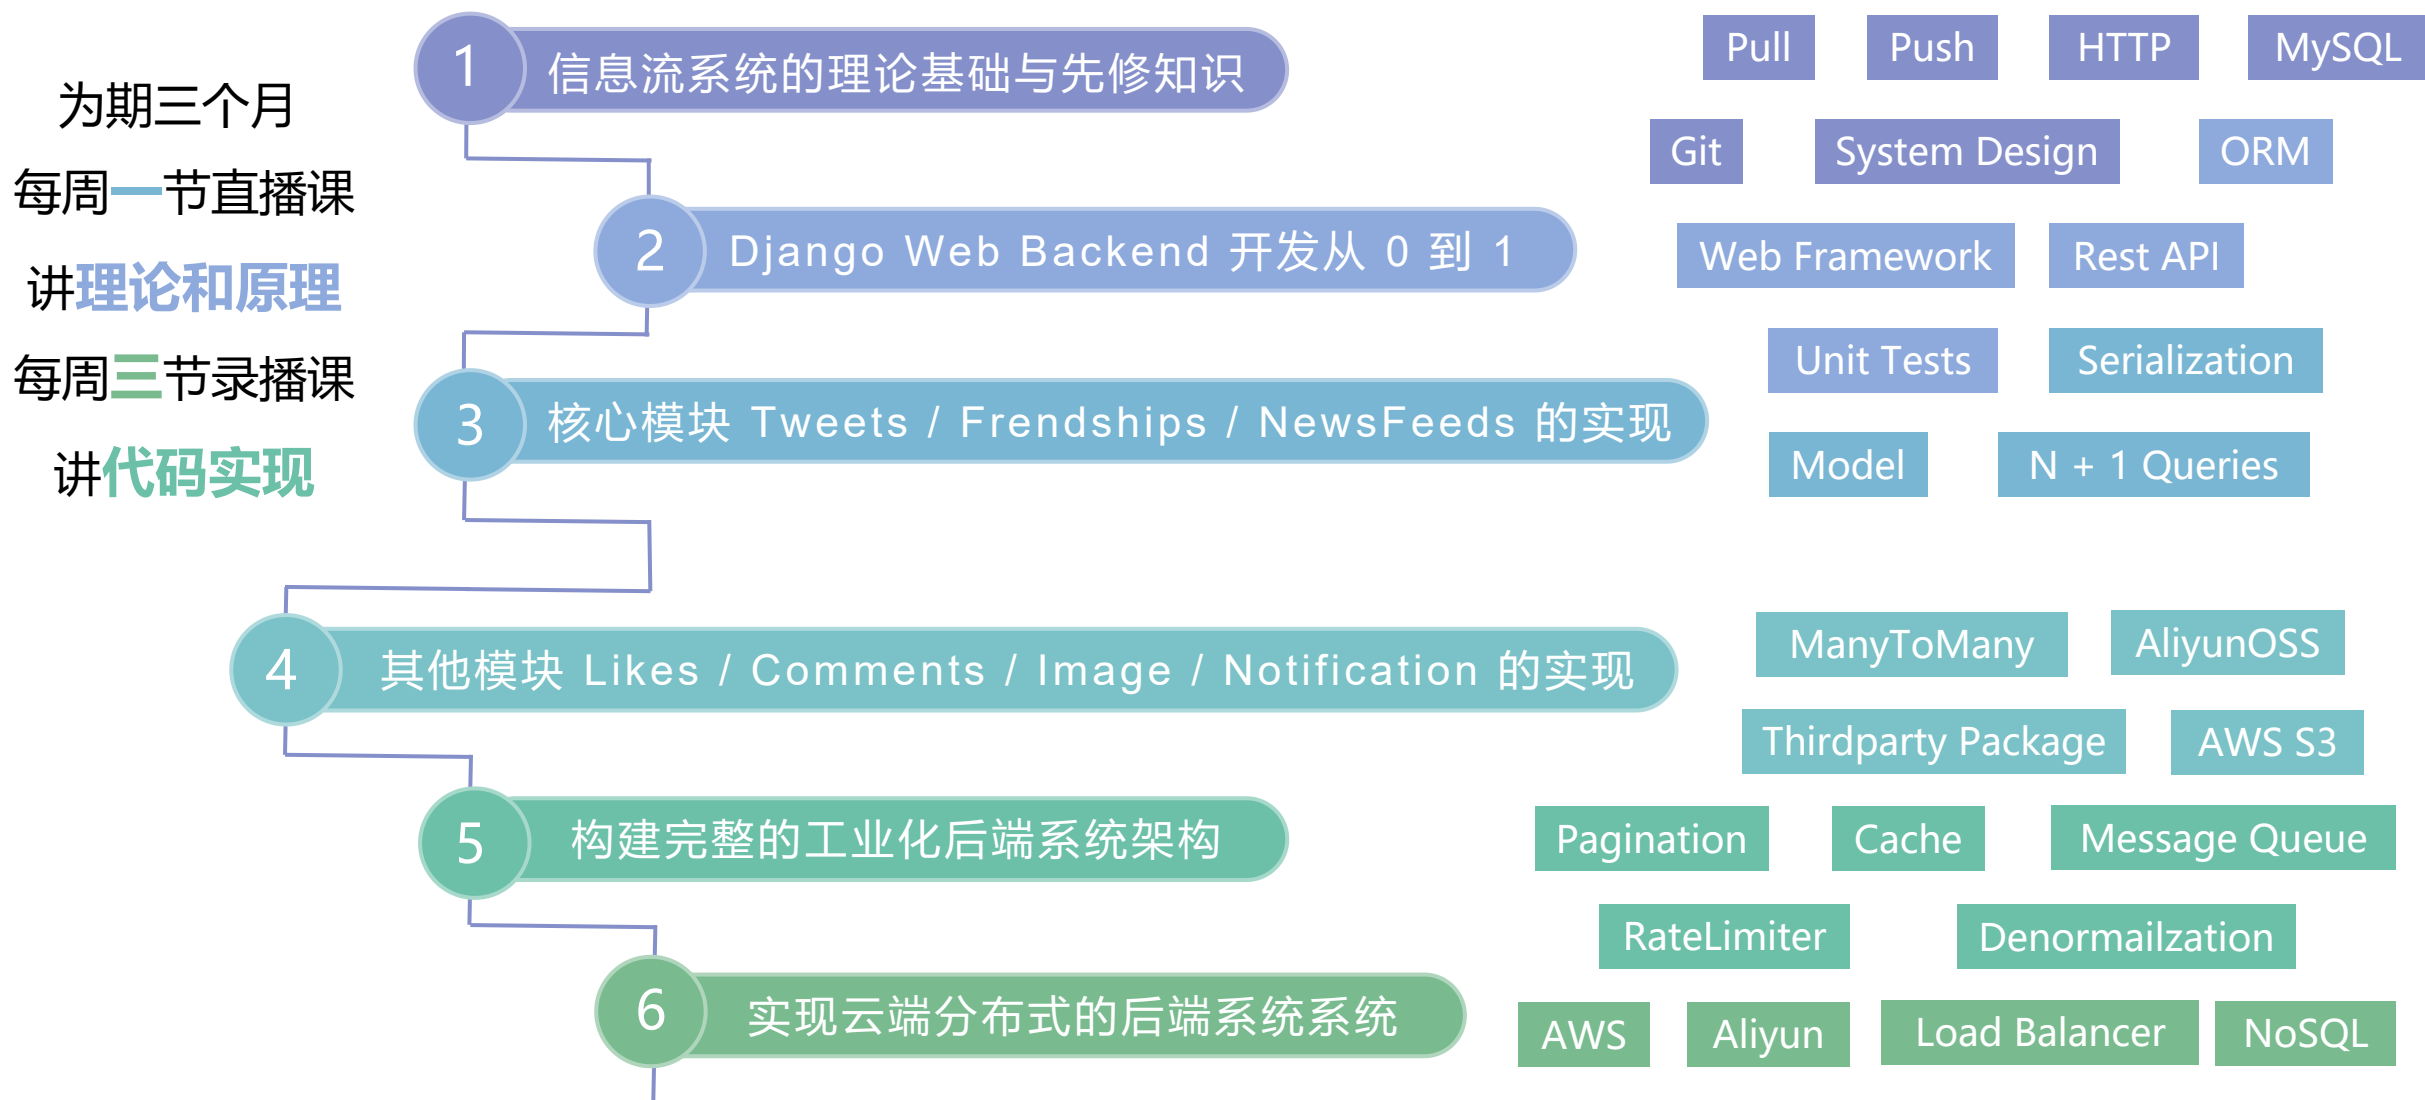 为期三个月
每周一节直播课
讲理论和原理
每周三节录播课
讲代码实现
1 信息流系统的理论基础与先修知识
2 Django Web Backend 开发从 0 到 1
3 核心模块 Tweets / Frendships / NewsFeeds 的实现
4 其他模块 Likes / Comments / Image / Notification 的实现
5 构建完整的工业化后端系统架构
6 实现云端分布式的后端系统系统
Pull Push HTTP MySQL
Git System Design ORM
Web Framework Rest API
Unit Tests Serialization
Model N + 1 Queries
ManyToMany AliyunOSS
Thirdparty Package AWS S3
Pagination Cache Message Queue
RateLimiter Denormailzation
AWS Aliyun Load Balancer NoSQL